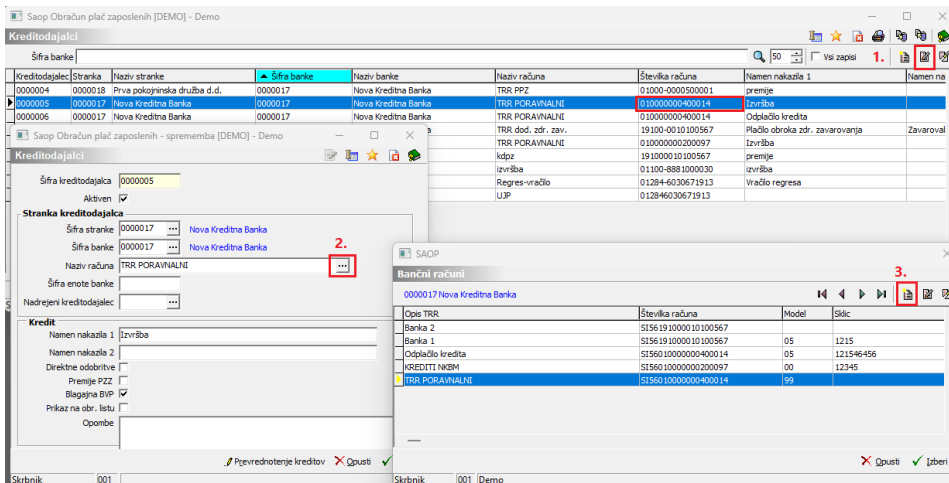 Saop Obračun plač zaposlenih [DEMO] - Demo
Kreditodajalci
Šifra banke 50 Vsi zapisi 1.
Kreditodajalec Stranka Naziv stranke Šifra banke Naziv banke Naziv računa Številka računa Namen nakazila 1 Namen na
0000004 0000018 Prva pokojninska družba d.d. 0000017 Nova Kreditna Banka TRR PPZ 01000-0000500001 premije
0000005 0000017 Nova Kreditna Banka 0000017 Nova Kreditna Banka TRR PORAVNALNI 010000000400014 Izvršba
0000006 0000017 Nova Kreditna Banka 0000017 Nova Kreditna Banka TRR PORAVNALNI 010000000400014 Odplačilo kredita
TRR dod. zdr. zav. 19100-0010100567 Plačilo obroka zdr. zavarovanja Zavaroval
TRR PORAVNALNI 010000000200097 Izvršba
kdpz 191000010100567 premije
izvršba 01100-8881000030 izvršba
Regres-vračilo 01284-6030671913 Vračilo regresa
UJP 012846030671913
Saop Obračun plač zaposlenih - sprememba [DEMO] - Demo
Kreditodajalci
Šifra kreditodajalca 0000005
Aktiven
Stranka kreditodajalca
Šifra stranke 0000017 ... Nova Kreditna Banka
Šifra banke 0000017 ... Nova Kreditna Banka
2.
Naziv računa TRR PORAVNALNI ...
Šifra enote banke
Nadrejeni kreditodajalec ...
Kredit
Namen nakazila 1 Izvršba
Namen nakazila 2
Direktne odobritve
Premije PZZ
Blagajna BVP
Prikaz na obr. listu
Opombe
Prevrednotenje kreditov Opusti
Skrbnik 001
SAOP
Bančni računi
3.
0000017 Nova Kreditna Banka
Opis TRR Številka računa Model Sklic
Banka 2 SI56191000010100567
Banka 1 SI56191000010100567 05 1215
Odplačilo kredita SI56010000000400014 05 121546456
KREDITI NKBM SI56010000000200097 00 12345
TRR PORAVNALNI SI56010000000400014 99
Opusti Izberi
Skrbnik 001 Demo